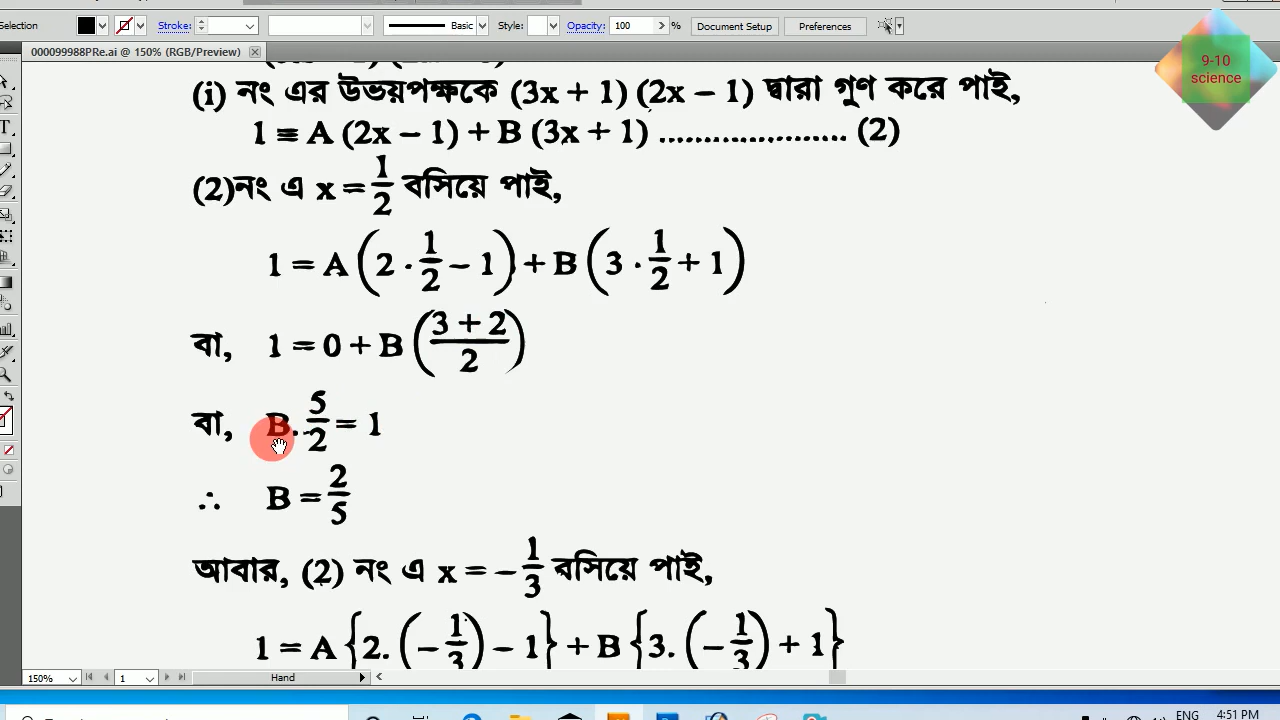 Selection Stroke: Basic Style: Opacity: 100 % Document Setup Preferences
000099988PRe.ai @ 150% (RGB/Preview)
9-10
science
(i) নং এর উভয়পক্ষকে (3x + 1) (2x – 1) দ্বারা গুণ করে পাই,
1 ≡ A (2x – 1) + B (3x + 1) .................... (2)
(2)নং এ x = 1/2 বসিয়ে পাই,
1 = A (2 · 1/2 – 1) + B (3 · 1/2 + 1)
বা, 1 = 0 + B ((3 + 2)/2)
বা, B. 5/2 = 1
∴ B = 2/5
আবার, (2) নং এ x = – 1/3 বসিয়ে পাই,
1 = A {2. (– 1/3) – 1} + B {3. (– 1/3) + 1}
150% 1 Hand
4:51 PM